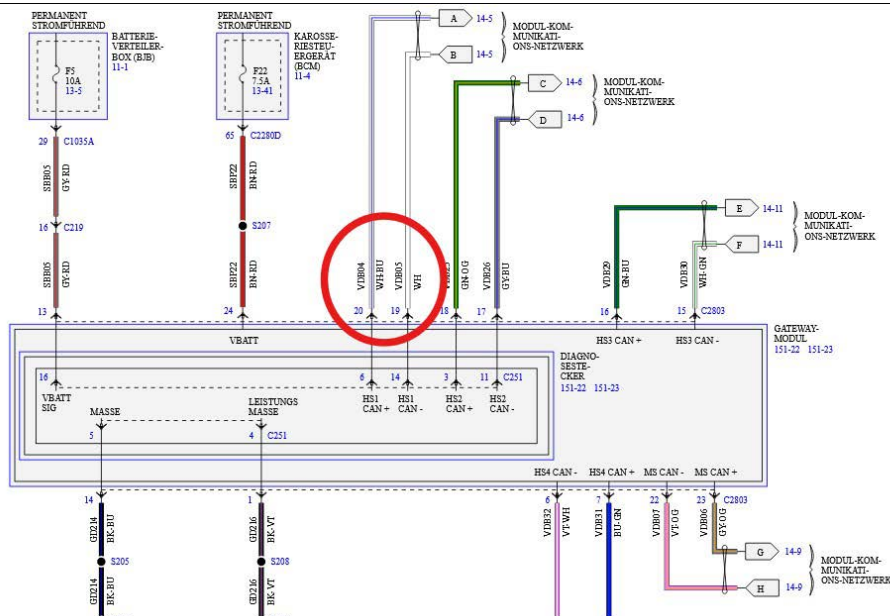 PERMANENT
STROMFÜHREND
BATTERIE-
VERTEILER-
BOX (BJB)
11-1
F5
10A
13-5
29 C1035A
SBB05
GY-RD
16 C219
SBB05
GY-RD
13
PERMANENT
STROMFÜHREND
KAROSSE-
RIESTEU-
ERGERÄT
(BCM)
11-4
F22
7.5A
13-41
65 C2280D
SBP22
BN-RD
S207
SBP22
BN-RD
24
A 14-5
B 14-5
MODUL-KOM-
MUNIKATI-
ONS-NETZWERK
C 14-6
D 14-6
MODUL-KOM-
MUNIKATI-
ONS-NETZWERK
E 14-11
F 14-11
MODUL-KOM-
MUNIKATI-
ONS-NETZWERK
VDB04
WH-BU
20
VDB05
WH
19
VDB25
GN-OG
18
VDB26
GY-BU
17
VDB29
GN-BU
16
VDB30
WH-GN
15 C2803
GATEWAY-
MODUL
151-22 151-23
VBATT
HS3 CAN +
HS3 CAN -
DIAGNO-
SESTE-
CKER
151-22 151-23
16
6
14
3
11 C251
VBATT
SIG
HS1
CAN +
HS1
CAN -
HS2
CAN +
HS2
CAN -
MASSE
LEISTUNGS
MASSE
5
4 C251
HS4 CAN -
HS4 CAN +
MS CAN -
MS CAN +
14
1
6
7
22
23 C2803
GD214
BK-BU
S205
GD214
BK-BU
GD216
BK-VT
S208
GD216
BK-VT
VDB32
VT-WH
VDB31
BU-GN
VDB07
VT-OG
VDB06
GY-OG
G 14-9
H 14-9
MODUL-KOM-
MUNIKATI-
ONS-NETZWERK